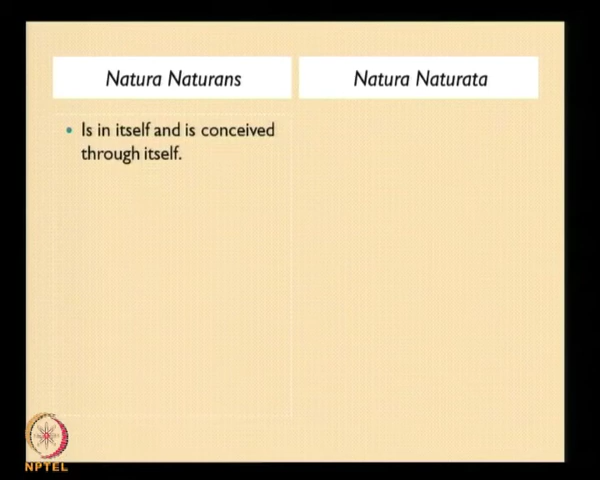 Natura Naturans
Natura Naturata
• Is in itself and is conceived
through itself.
NPTEL